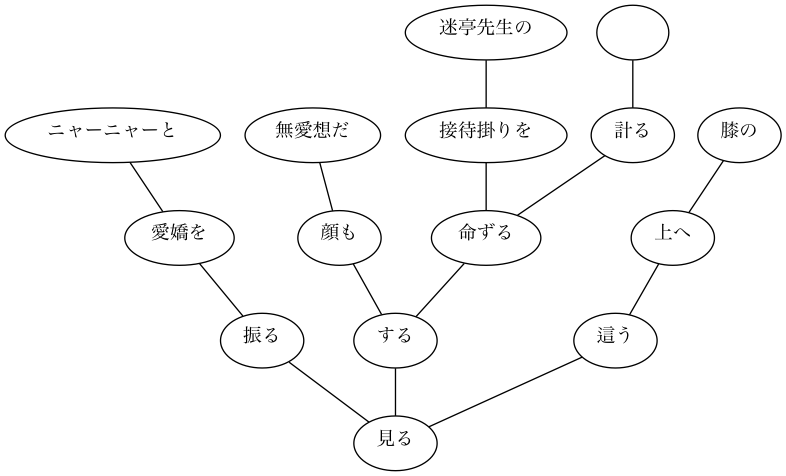 迷亭先生の
ニャーニャーと
無愛想だ
接待掛りを
計る
膝の
愛嬌を
顔も
命ずる
上へ
振る
する
這う
見る